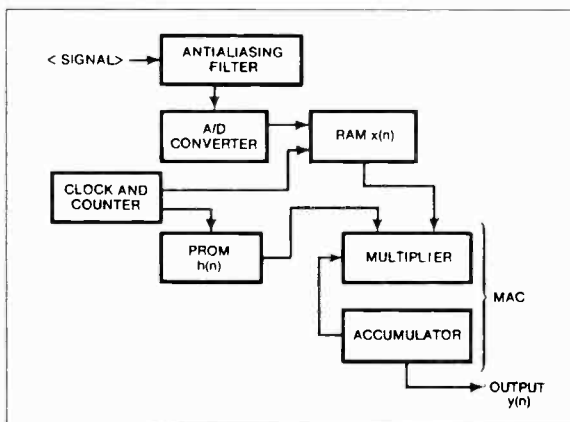 ANTIALIASING
FILTER
< SIGNAL>
A/D
CONVERTER
RAM x(n)
CLOCK AND
COUNTER
PROM
h(n)
MULTIPLIER
MAC
ACCUMULATOR
OUTPUT
y(n)